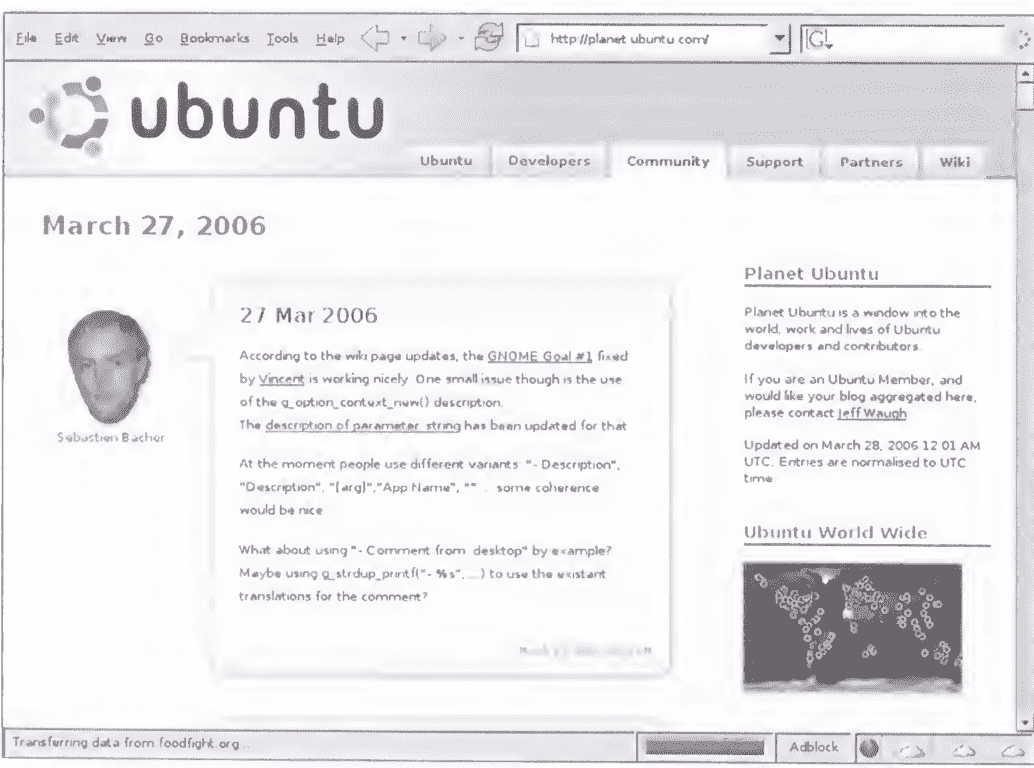 File Edit View Go Bookmarks Tools Help http://planet.ubuntu.com/ G
ubuntu
Ubuntu Developers Community Support Partners Wiki
March 27, 2006
Sebastien Bacher
27 Mar 2006
According to the wiki page updates, the GNOME Goal #1 fixed
by Vincent is working nicely. One small issue though is the use
of the g_option_context_new() description.
The description of parameter_string has been updated for that
At the moment people use different variants: "- Description",
"Description", "[arg]","App Name", "" ... some coherence
would be nice
What about using "- Comment from .desktop" by example?
Maybe using g_strdup_printf("- %s", ...) to use the existant
translations for the comment?
Planet Ubuntu
Planet Ubuntu is a window into the
world, work and lives of Ubuntu
developers and contributors.
If you are an Ubuntu Member, and
would like your blog aggregated here,
please contact Jeff Waugh
Updated on March 28, 2006 12 01 AM
UTC. Entries are normalised to UTC
time
Ubuntu World Wide
Transferring data from foodfight.org...
Adblock